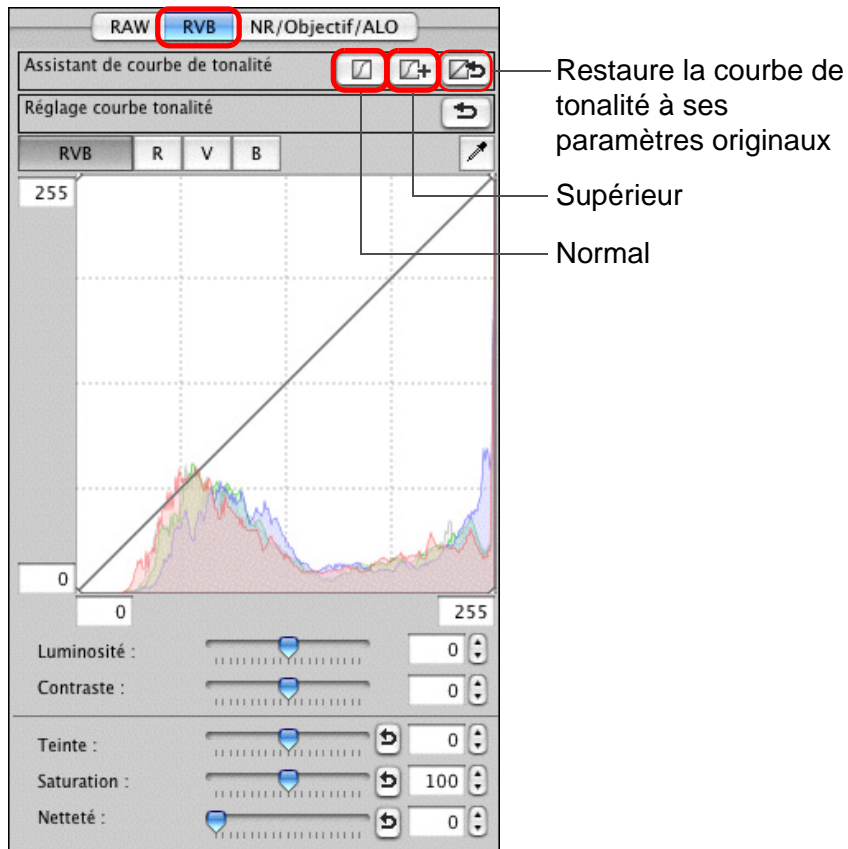 RAW RVB NR/Objectif/ALO
Assistant de courbe de tonalité
Réglage courbe tonalité
RVB R V B
255
0
0 255
Luminosité : 0
Contraste : 0
Teinte : 0
Saturation : 100
Netteté : 0
Restaure la courbe de
tonalité à ses
paramètres originaux
Supérieur
Normal